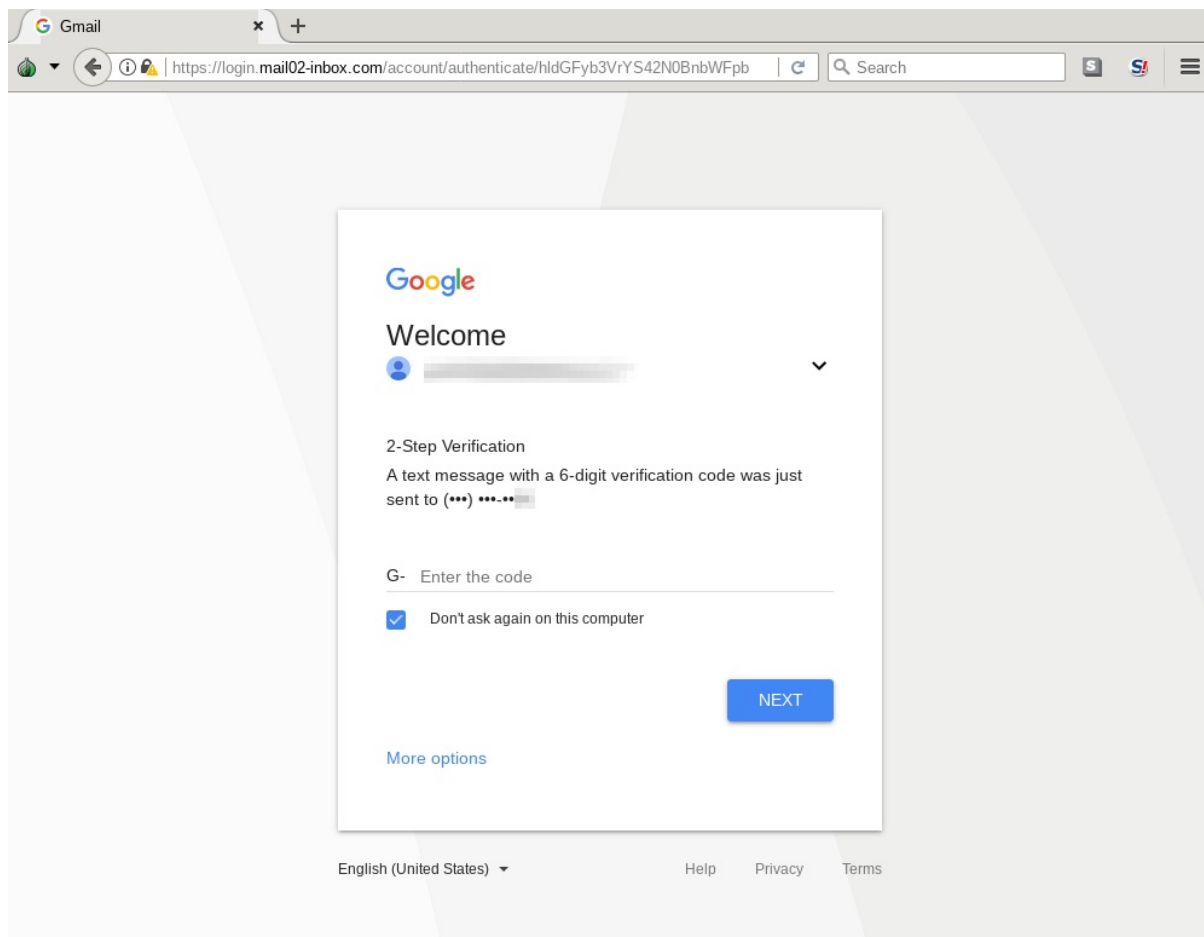 Gmail
https://login.mail02-inbox.com/account/authenticate/hldGFyb3VrYS42N0BnbWFpb
Search
S
S!
Google
Welcome
2-Step Verification
A text message with a 6-digit verification code was just
sent to (•••) •••-••
G- Enter the code
Don't ask again on this computer
NEXT
More options
English (United States)
Help Privacy Terms